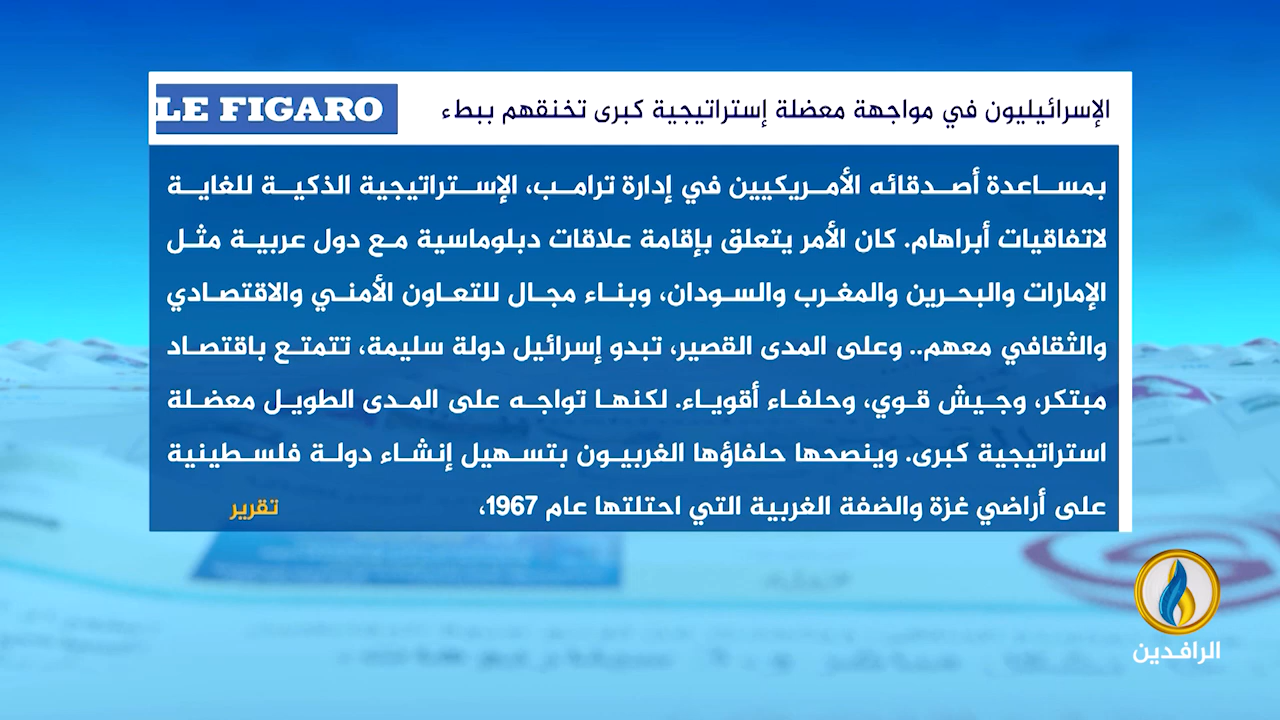 الإسرائيليون في مواجهة معضلة إستراتيجية كبرى تخنقهم ببطء
LE FIGARO
بمساعدة أصدقائه الأمريكيين في إدارة ترامب، الإستراتيجية الذكية للغاية
لاتفاقيات أبراهام. كان الأمر يتعلق بإقامة علاقات دبلوماسية مع دول عربية مثل
الإمارات والبحرين والمغرب والسودان، وبناء مجال للتعاون الأمني والاقتصادي
والثقافي معهم.. وعلى المدى القصير، تبدو إسرائيل دولة سليمة، تتمتع باقتصاد
مبتكر، وجيش قوي، وحلفاء أقوياء. لكنها تواجه على المدى الطويل معضلة
استراتيجية كبرى. وينصحها حلفاؤها الغربيون بتسهيل إنشاء دولة فلسطينية
على أراضي غزة والضفة الغربية التي احتلتها عام 1967،
تقرير
الرافدين